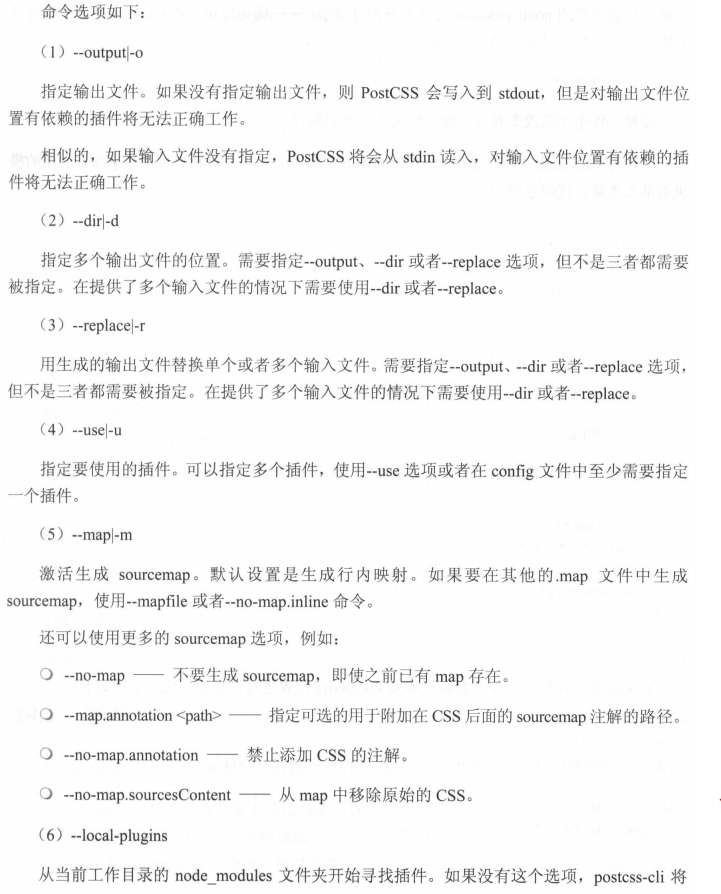 命令选项如下：
（1）--output|-o
指定输出文件。如果没有指定输出文件，则 PostCSS 会写入到 stdout，但是对输出文件位
置有依赖的插件将无法正确工作。
相似的，如果输入文件没有指定，PostCSS 将会从 stdin 读入，对输入文件位置有依赖的插
件将无法正确工作。
（2）--dir|-d
指定多个输出文件的位置。需要指定--output、--dir 或者--replace 选项，但不是三者都需要
被指定。在提供了多个输入文件的情况下需要使用--dir 或者--replace。
（3）--replace|-r
用生成的输出文件替换单个或者多个输入文件。需要指定--output、--dir 或者--replace 选项，
但不是三者都需要被指定。在提供了多个输入文件的情况下需要使用--dir 或者--replace。
（4）--use|-u
指定要使用的插件。可以指定多个插件，使用--use 选项或者在 config 文件中至少需要指定
一个插件。
（5）--map|-m
激活生成 sourcemap。默认设置是生成行内映射。如果要在其他的.map 文件中生成
sourcemap，使用--mapfile 或者--no-map.inline 命令。
还可以使用更多的 sourcemap 选项，例如：
❍ --no-map —— 不要生成 sourcemap，即使之前已有 map 存在。
❍ --map.annotation <path> —— 指定可选的用于附加在 CSS 后面的 sourcemap 注解的路径。
❍ --no-map.annotation —— 禁止添加 CSS 的注解。
❍ --no-map.sourcesContent —— 从 map 中移除原始的 CSS。
（6）--local-plugins
从当前工作目录的 node_modules 文件夹开始寻找插件。如果没有这个选项，postcss-cli 将